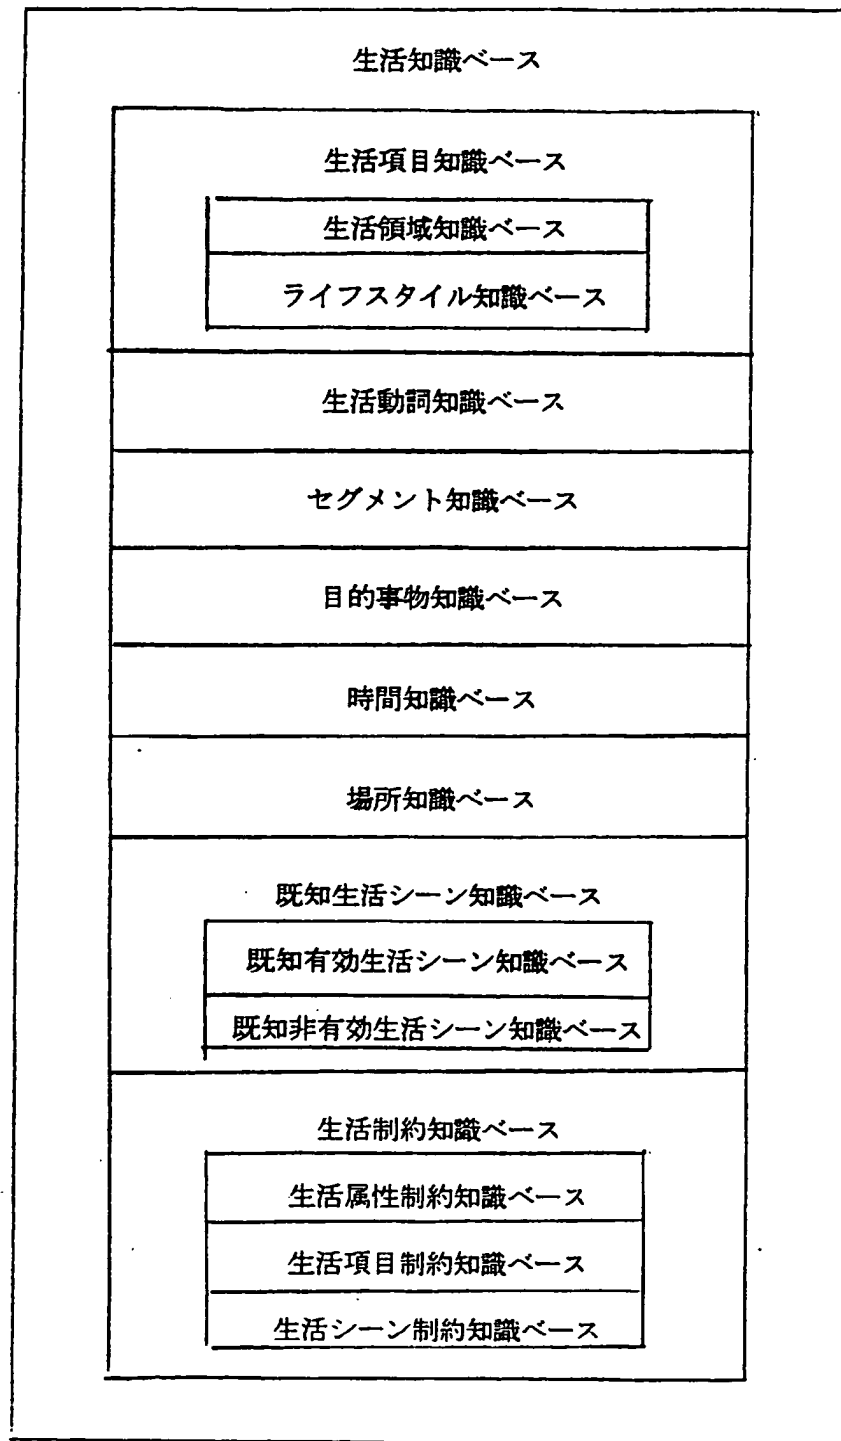 生活知識ベース
生活項目知識ベース
生活領域知識ベース
ライフスタイル知識ベース
生活動詞知識ベース
セグメント知識ベース
目的事物知識ベース
時間知識ベース
場所知識ベース
既知生活シーン知識ベース
既知有効生活シーン知識ベース
既知非有効生活シーン知識ベース
生活制約知識ベース
生活属性制約知識ベース
生活項目制約知識ベース
生活シーン制約知識ベース